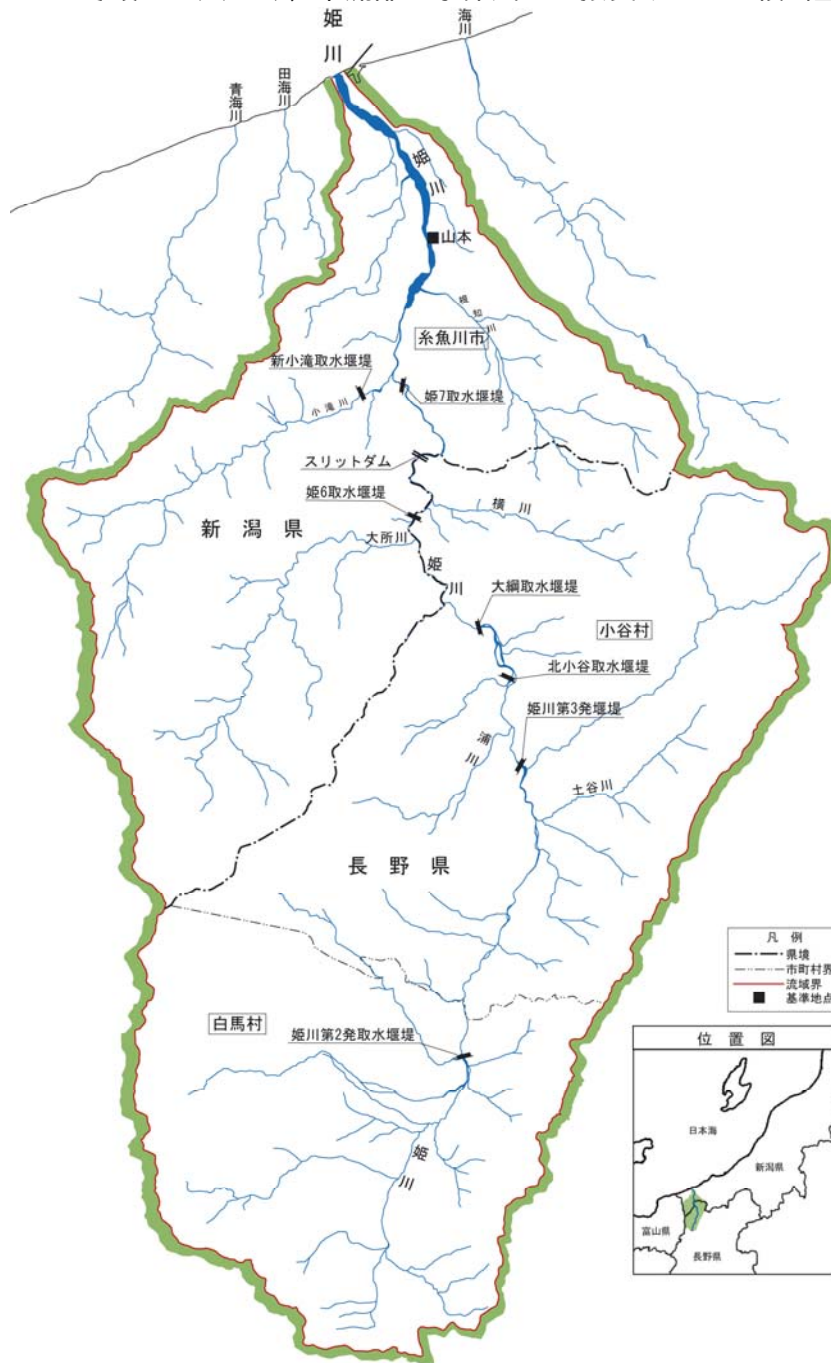 姫川
海川
田海川
青海川
姫川
山本
根知川
糸魚川市
新小滝取水堰堤
姫7取水堰堤
小滝川
スリットダム
姫6取水堰堤
横川
新潟県
大所川
姫川
大綱取水堰堤
小谷村
北小谷取水堰堤
姫川第3発堰堤
浦川
土谷川
長野県
凡例
県境
市町村界
流域界
基準地点
白馬村
姫川第2発取水堰堤
姫川
位置図
日本海
新潟県
富山県
長野県